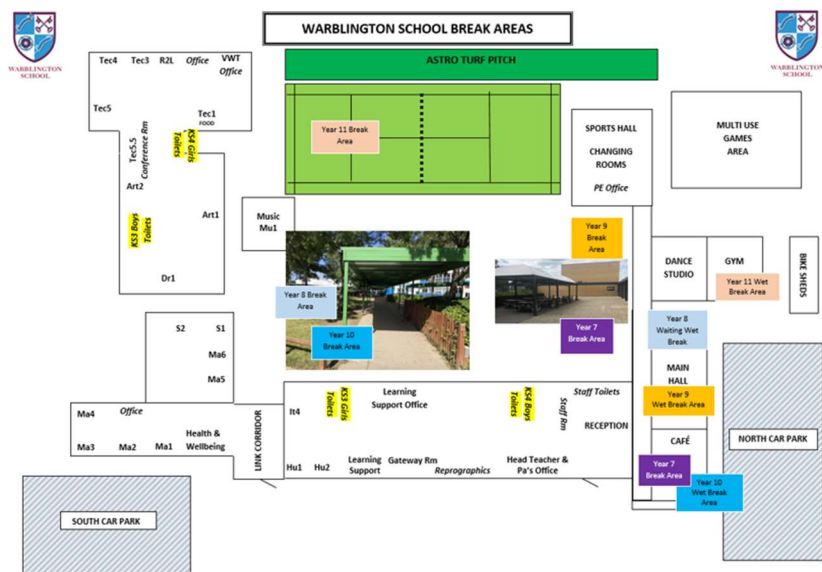 WARBLINGTON SCHOOL BREAK AREAS
WARBLINGTON
SCHOOL
WARBLINGTON
SCHOOL
ASTRO TURF PITCH
Tec4
Tec3
R2L
Office
VWT
Office
Tec5
Tec1
FOOD
Tec5.5
Conference Rm
KS4 Girls
Toilets
Art2
KS3 Boys
Toilets
Art1
Dr1
Music
Mu1
Year 11 Break
Area
SPORTS HALL
CHANGING
ROOMS
PE Office
MULTI USE
GAMES
AREA
Year 9
Break
Area
DANCE
STUDIO
GYM
Year 11 Wet
Break Area
BIKE SHEDS
Year 8 Break
Area
Year 10
Break Area
Year 7
Break Area
Year 8
Waiting Wet
Break
MAIN
HALL
Year 9
Wet Break Area
CAFÉ
Year 7
Break Area
Year 10
Wet Break
Area
NORTH CAR PARK
S2
S1
Ma6
Ma5
Ma4
Office
Ma3
Ma2
Ma1
Health &
Wellbeing
LINK CORRIDOR
It4
KS3 Girls
Toilets
Learning
Support Office
KS4 Boys
Toilets
Staff Toilets
Staff Rm
RECEPTION
Hu1
Hu2
Learning
Support
Gateway Rm
Reprographics
Head Teacher &
Pa's Office
SOUTH CAR PARK